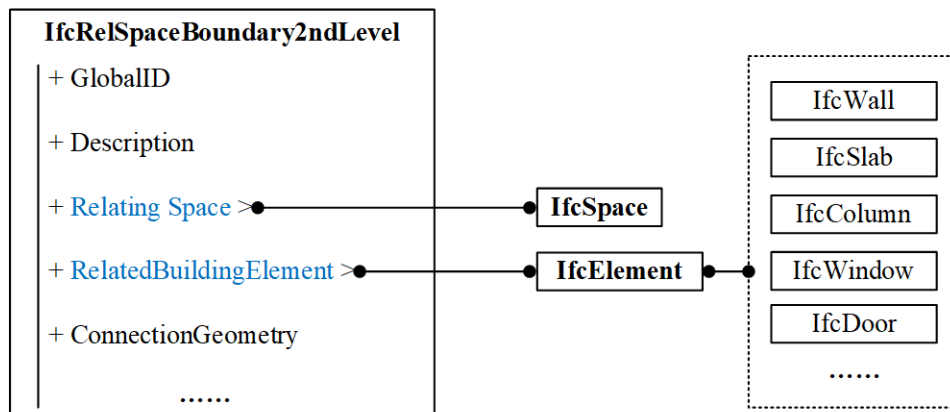 IfcRelSpaceBoundary2ndLevel
+ GlobalID
+ Description
+ Relating Space >
+ RelatedBuildingElement >
+ ConnectionGeometry
……
IfcSpace
IfcElement
IfcWall
IfcSlab
IfcColumn
IfcWindow
IfcDoor
……